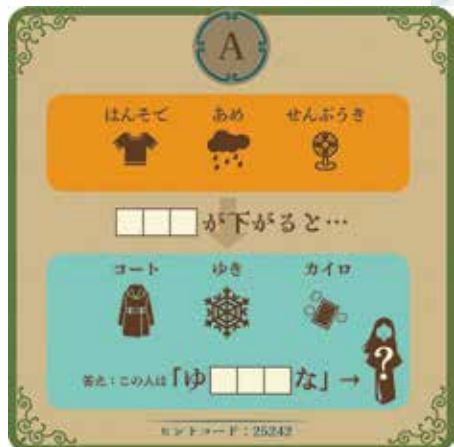 A
はんそで あめ せんぷうき
□□□が下がると…
コート ゆき カイロ
?
答え:この人は「ゆ□□□な」→
ヒントコード:25242